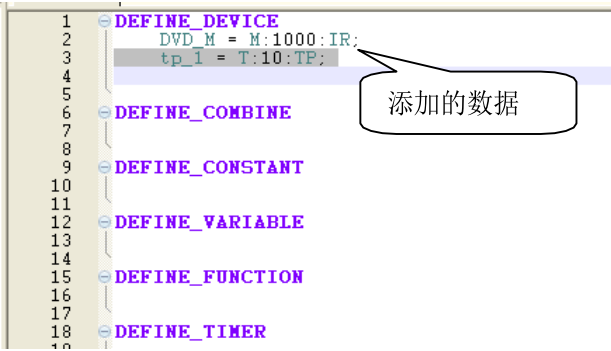 1 DEFINE_DEVICE
2 DVD_M = M:1000:IR;
3 tp_1 = T:10:TP;
4
5
6 DEFINE_COMBINE
7
8
9 DEFINE_CONSTANT
10
11
12 DEFINE_VARIABLE
13
14
15 DEFINE_FUNCTION
16
17
18 DEFINE_TIMER
添加的数据